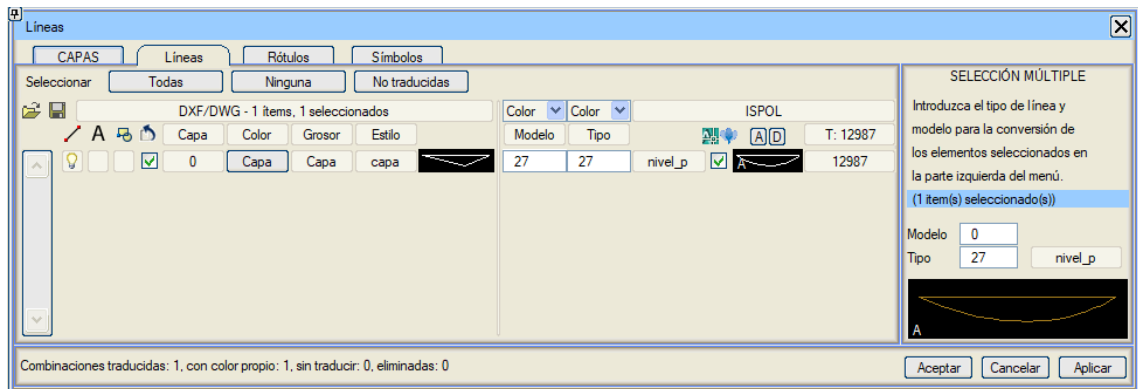 Líneas
CAPAS Líneas Rótulos Símbolos
Seleccionar Todas Ninguna No traducidas
DXF/DWG - 1 ítems, 1 seleccionados Color Color ISPOL
A Capa Color Grosor Estilo Modelo Tipo A D T: 12987
0 Capa Capa capa 27 27 nivel_p A 12987
SELECCIÓN MÚLTIPLE
Introduzca el tipo de línea y
modelo para la conversión de
los elementos seleccionados en
la parte izquierda del menú.
(1 item(s) seleccionado(s))
Modelo 0
Tipo 27 nivel_p
A
Combinaciones traducidas: 1, con color propio: 1, sin traducir: 0, eliminadas: 0
Aceptar Cancelar Aplicar